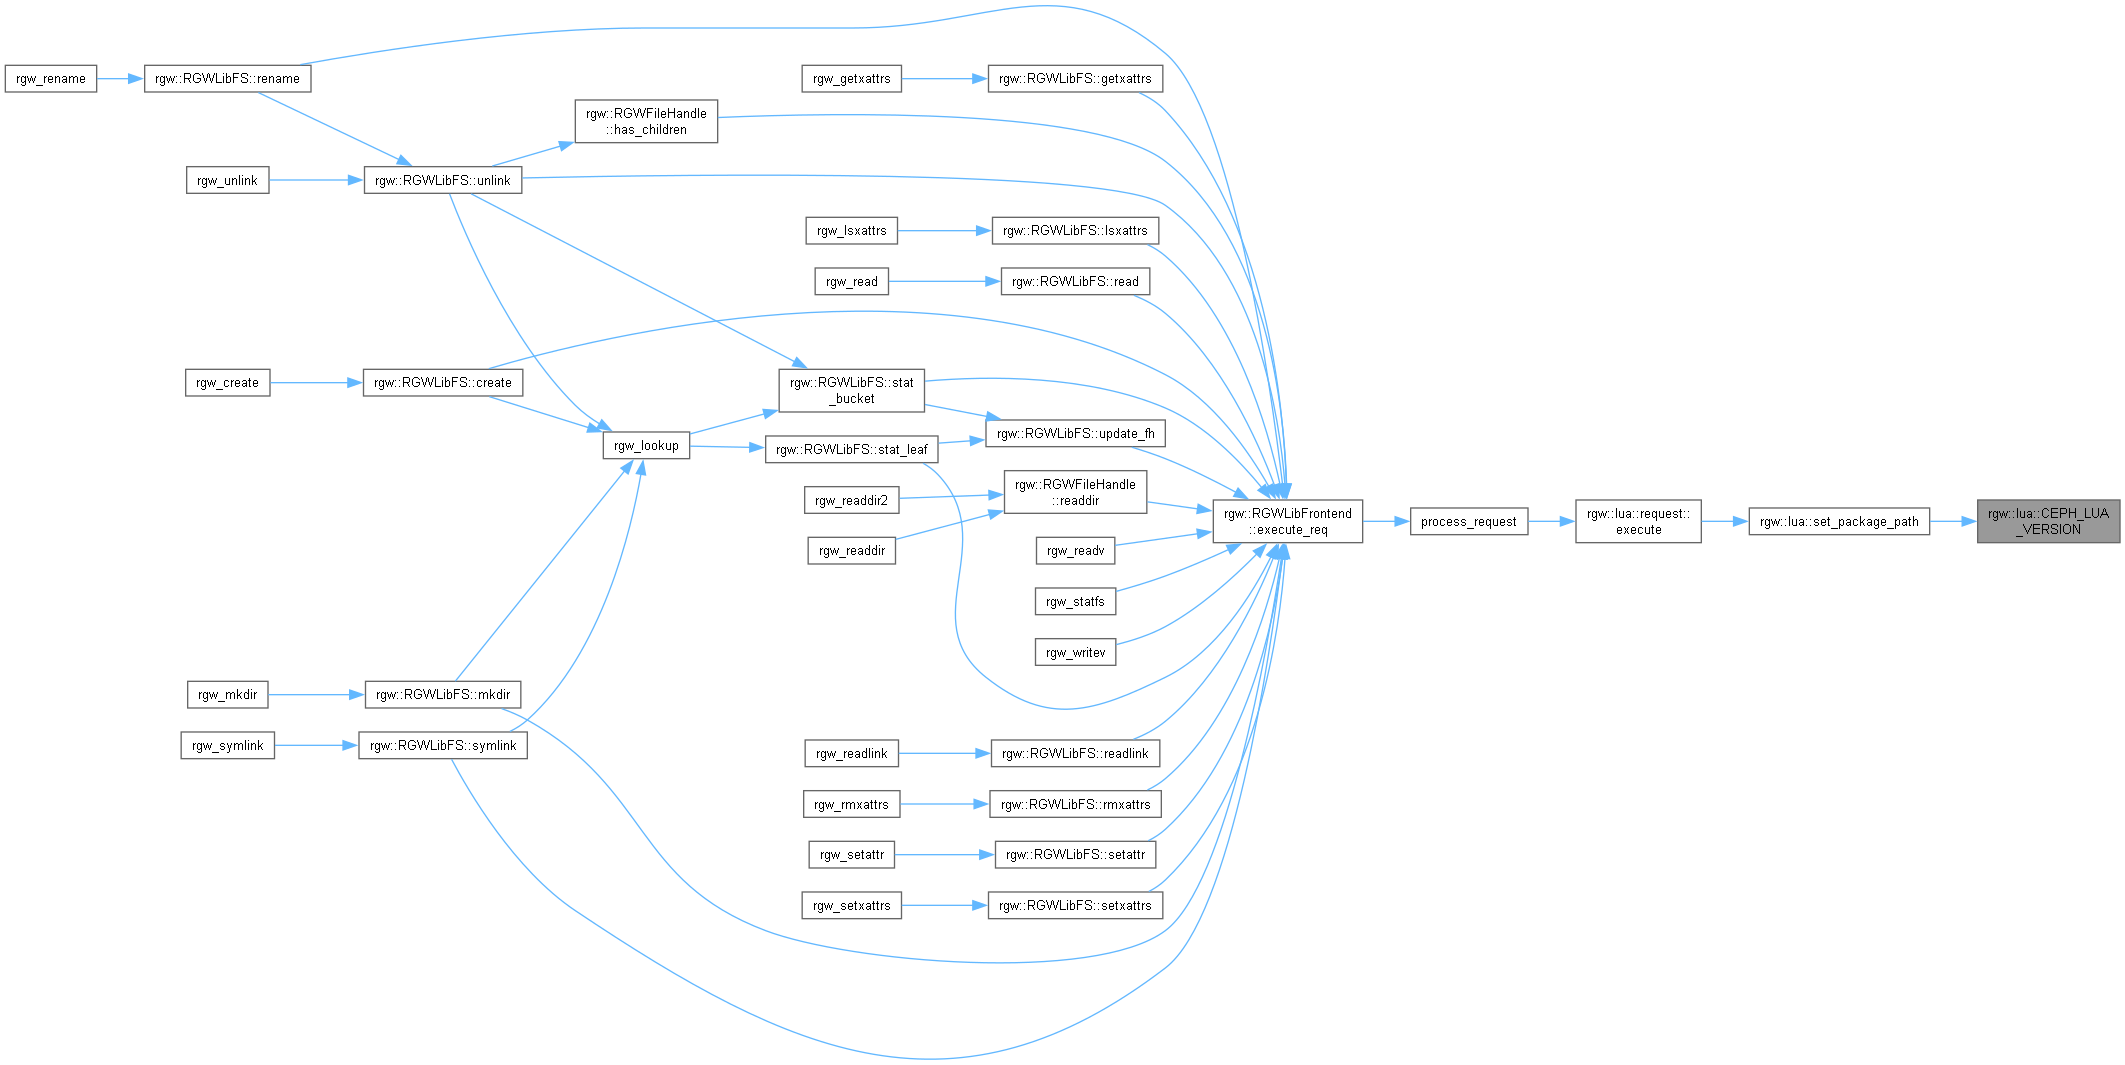 rgw_rename
rgw::RGWLibFS::rename
rgw_getxattrs
rgw::RGWLibFS::getxattrs
rgw::RGWFileHandle
::has_children
rgw_unlink
rgw::RGWLibFS::unlink
rgw_lsxattrs
rgw::RGWLibFS::lsxattrs
rgw_read
rgw::RGWLibFS::read
rgw_create
rgw::RGWLibFS::create
rgw::RGWLibFS::stat
_bucket
rgw::RGWLibFS::update_fh
rgw_lookup
rgw::RGWLibFS::stat_leaf
rgw_readdir2
rgw::RGWFileHandle
::readdir
rgw::RGWLibFrontend
::execute_req
process_request
rgw::lua::request::
execute
rgw::lua::set_package_path
rgw::lua::CEPH_LUA
_VERSION
rgw_readdir
rgw_readv
rgw_statfs
rgw_writev
rgw_mkdir
rgw::RGWLibFS::mkdir
rgw_symlink
rgw::RGWLibFS::symlink
rgw_readlink
rgw::RGWLibFS::readlink
rgw_rmxattrs
rgw::RGWLibFS::rmxattrs
rgw_setattr
rgw::RGWLibFS::setattr
rgw_setxattrs
rgw::RGWLibFS::setxattrs